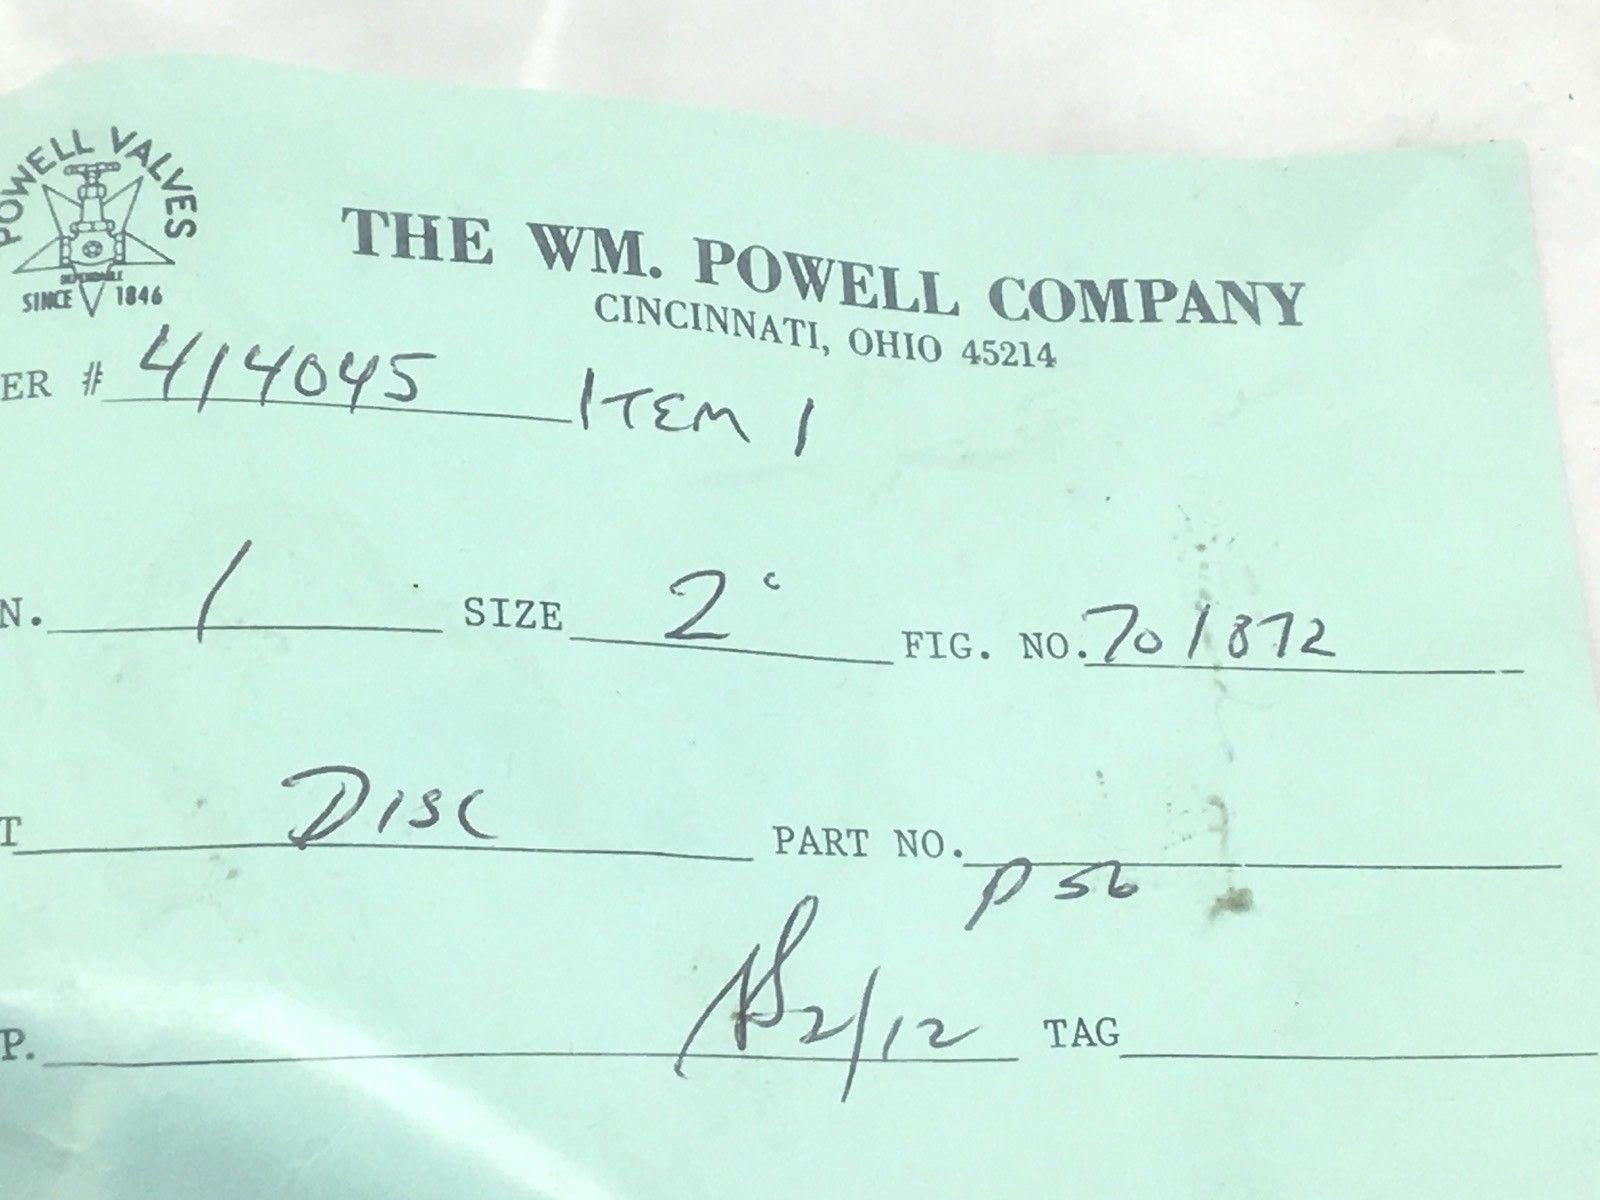 POWELL VALVES
DEPENDABLE
SINCE 1846
THE WM. POWELL COMPANY
CINCINNATI, OHIO 45214
ER # 414045 ITEM 1
N. 1 SIZE 2" FIG. NO. 701872
T DISC PART NO. P56
P. 2/12 TAG